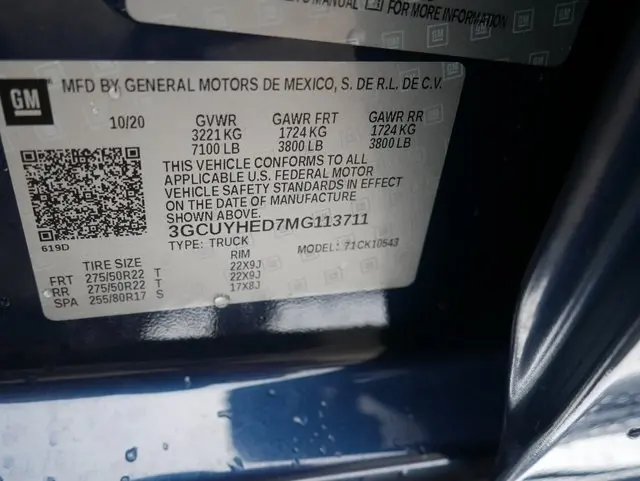 MANUAL
FOR MORE INFORMATION
GM
MFD BY GENERAL MOTORS DE MEXICO, S. DE R.L. DE C.V.
10/20 GVWR GAWR FRT GAWR RR
3221 KG 1724 KG 1724 KG
7100 LB 3800 LB 3800 LB
THIS VEHICLE CONFORMS TO ALL
APPLICABLE U.S. FEDERAL MOTOR
VEHICLE SAFETY STANDARDS IN EFFECT
ON THE DATE OF MANUFACTURE
SHOWN ABOVE.
619D
3GCUYHED7MG113711
TYPE: TRUCK MODEL: 71CK10543
TIRE SIZE RIM
FRT 275/50R22 T 22X9J
RR 275/50R22 T 22X9J
SPA 255/80R17 S 17X8J